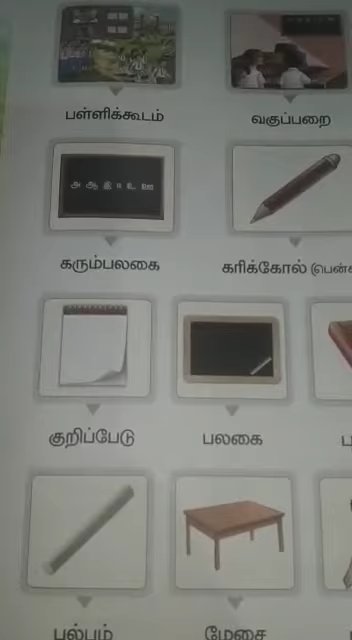 பள்ளிக்கூடம் வகுப்பறை
அ ஆ இ ஈ உ ஊ
கரும்பலகை கரிக்கோல்
குறிப்பேடு பலகை
பல்பம் மேசை